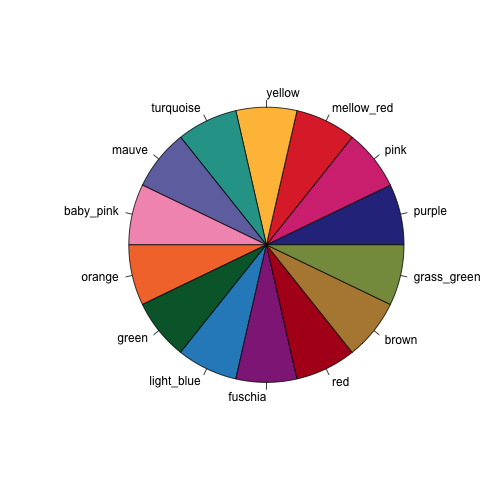 yellow
turquoise
mellow_red
mauve
pink
baby_pink
purple
orange
grass_green
green
brown
light_blue
red
fuschia